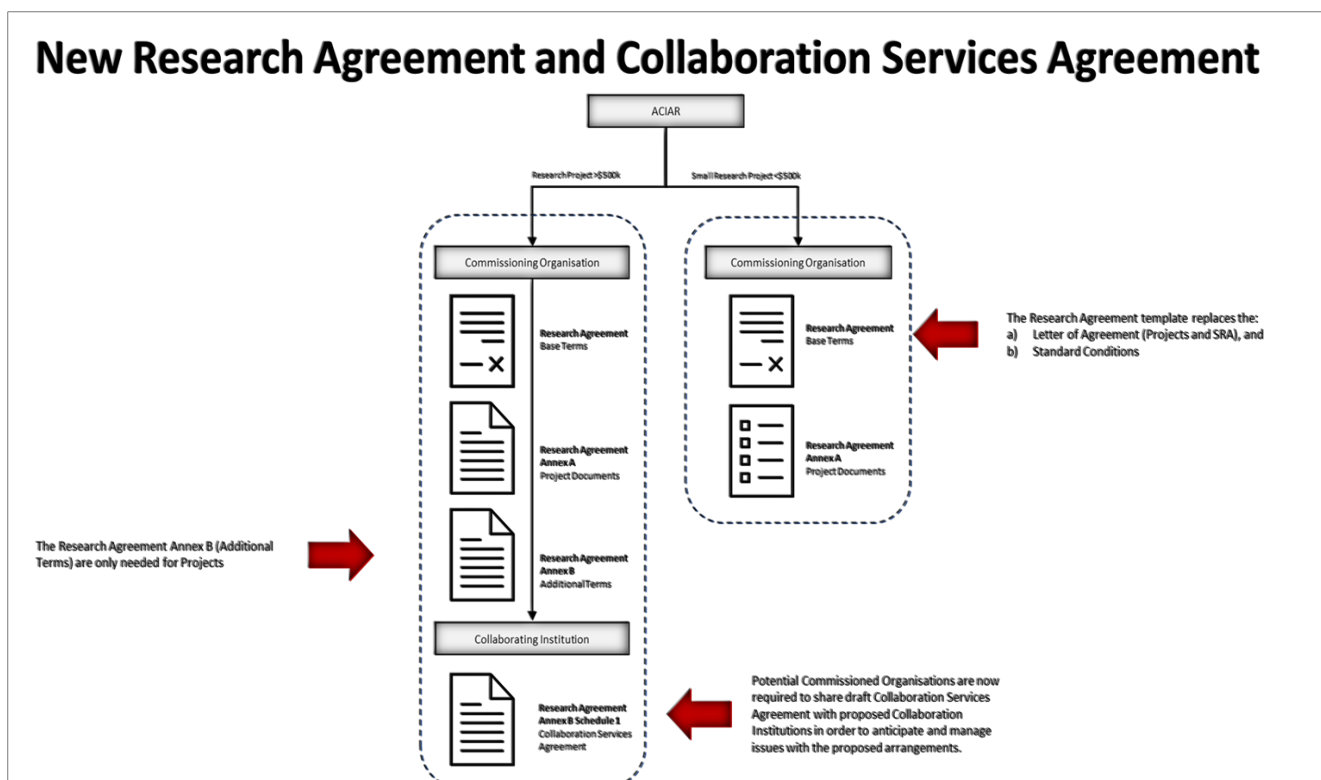 New Research Agreement and Collaboration Services Agreement
ACIAR
Research Project >$500k
Small Research Project <$500k
Commissioning Organisation
Commissioning Organisation
Research Agreement
Base Terms
Research Agreement
Base Terms
The Research Agreement template replaces the:
a) Letter of Agreement (Projects and SRA), and
b) Standard Conditions
Research Agreement
Annex A
Project Documents
Research Agreement
Annex A
Project Documents
The Research Agreement Annex B (Additional
Terms) are only needed for Projects
Research Agreement
Annex B
Additional Terms
Collaborating Institution
Research Agreement
Annex B Schedule 1
Collaboration Services
Agreement
Potential Commissioned Organisations are now
required to share draft Collaboration Services
Agreement with proposed Collaboration
Institutions in order to anticipate and manage
issues with the proposed arrangements.